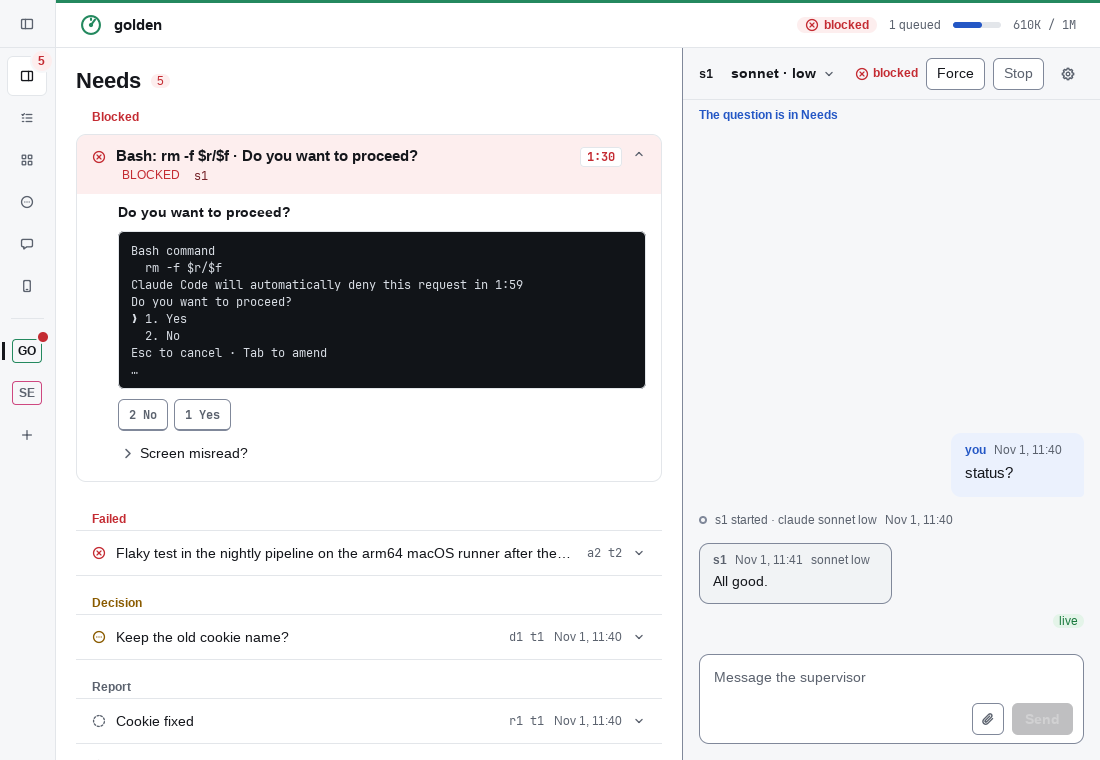 golden
blocked
1 queued
610K / 1M
5
Needs 5
Blocked
Bash: rm -f $r/$f · Do you want to proceed?
1:30
BLOCKED s1
Do you want to proceed?
Bash command
rm -f $r/$f
Claude Code will automatically deny this request in 1:59
Do you want to proceed?
❯ 1. Yes
2. No
Esc to cancel · Tab to amend
…
2 No
1 Yes
Screen misread?
Failed
Flaky test in the nightly pipeline on the arm64 macOS runner after the… a2 t2
Decision
Keep the old cookie name? d1 t1 Nov 1, 11:40
Report
Cookie fixed r1 t1 Nov 1, 11:40
GO
SE
s1 sonnet · low
blocked
Force
Stop
The question is in Needs
you Nov 1, 11:40
status?
s1 started · claude sonnet low Nov 1, 11:40
s1 Nov 1, 11:41 sonnet low
All good.
live
Message the supervisor
Send